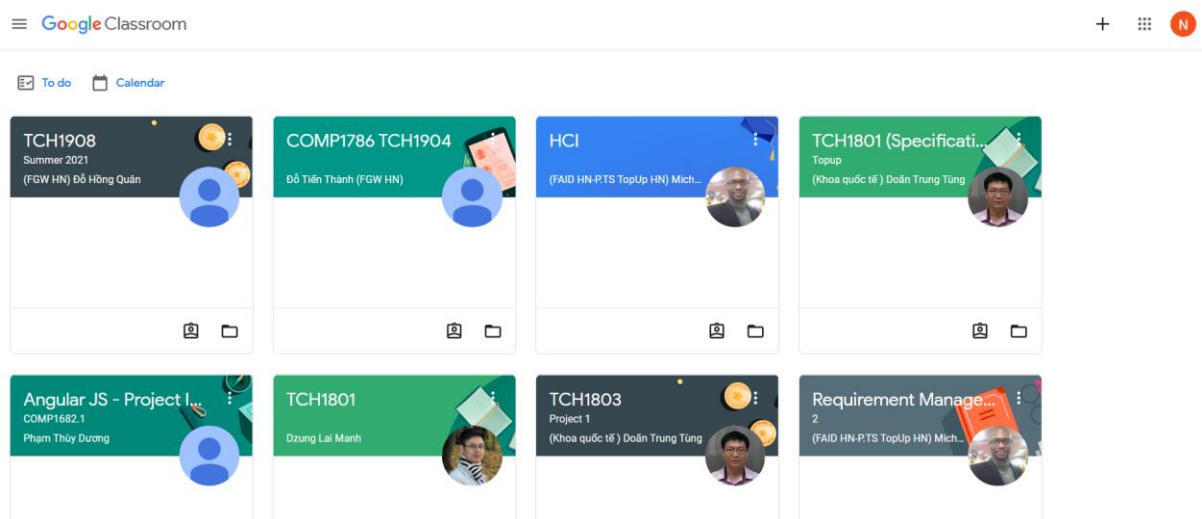 Google Classroom
N
To do Calendar
TCH1908
Summer 2021
(FGW HN) Đỗ Hồng Quân
COMP1786 TCH1904
Đỗ Tiến Thành (FGW HN)
HCI
(FAID HN-P.TS TopUp HN) Mich...
TCH1801 (Specificati...
Topup
(Khoa quốc tế ) Doãn Trung Tùng
Angular JS - Project I...
COMP1682.1
Phạm Thùy Dương
TCH1801
Dzung Lai Manh
TCH1803
Project 1
(Khoa quốc tế ) Doãn Trung Tùng
Requirement Manage...
2
(FAID HN-P.TS TopUp HN) Mich...